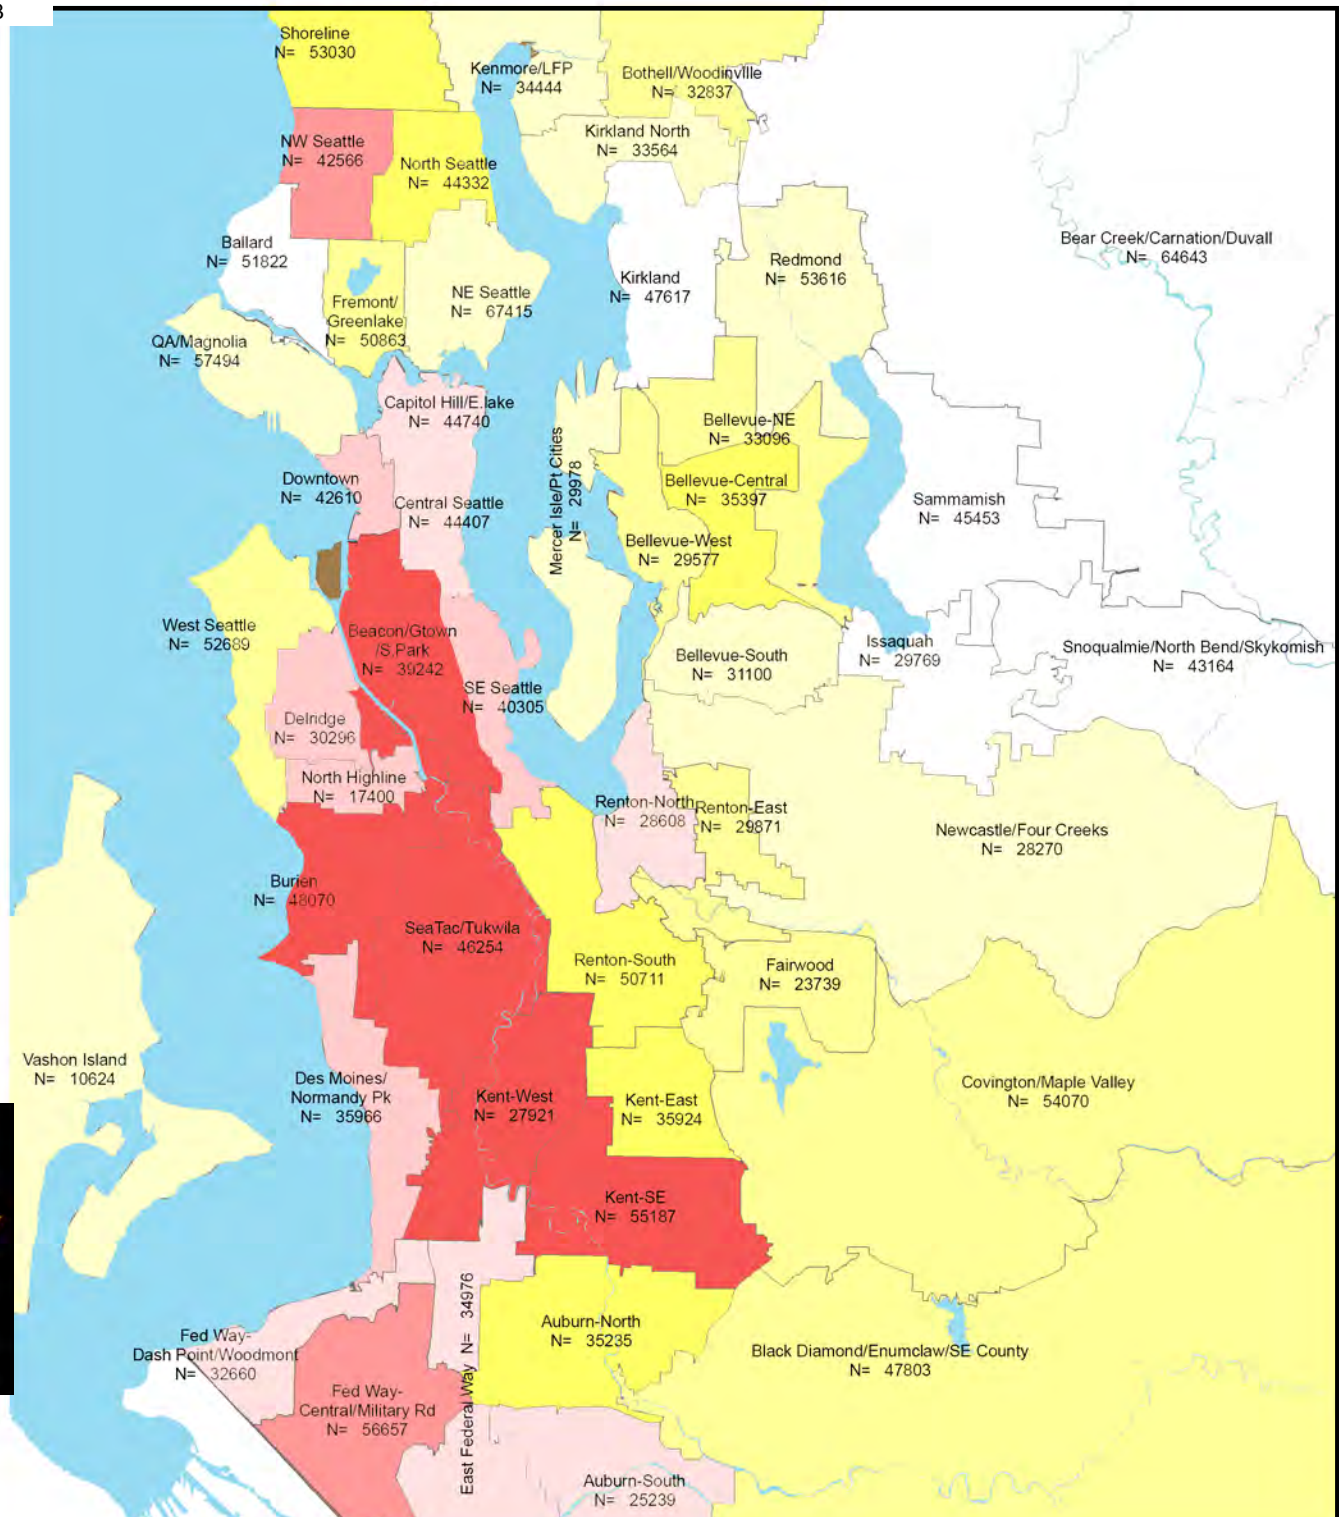 Shoreline
N= 53030
Kenmore/LFP
N= 34444
Bothell/Woodinville
N= 32837
NW Seattle
N= 42566
North Seattle
N= 44332
Kirkland North
N= 33564
Ballard
N= 51822
Fremont/
Greenlake
N= 50863
NE Seattle
N= 67415
Kirkland
N= 47617
Redmond
N= 53616
Bear Creek/Carnation/Duvall
N= 64643
QA/Magnolia
N= 57494
Capitol Hill/E.lake
N= 44740
Bellevue-NE
N= 33096
Downtown
N= 42610
Central Seattle
N= 44407
Mercer Isle/Pt Cities
N= 29978
Bellevue-Central
N= 35397
Sammamish
N= 45453
Bellevue-West
N= 29577
West Seattle
N= 52689
Beacon/Gtown
/S.Park
N= 39242
SE Seattle
N= 40305
Bellevue-South
N= 31100
Issaquah
N= 29769
Snoqualmie/North Bend/Skykomish
N= 43164
Delridge
N= 30296
North Highline
N= 17400
Renton-North
N= 28608
Renton-East
N= 29871
Newcastle/Four Creeks
N= 28270
Burien
N= 48070
SeaTac/Tukwila
N= 46254
Renton-South
N= 50711
Fairwood
N= 23739
Vashon Island
N= 10624
Des Moines/
Normandy Pk
N= 35966
Kent-West
N= 27921
Kent-East
N= 35924
Covington/Maple Valley
N= 54070
Kent-SE
N= 55187
Fed Way-
Dash Point/Woodmont
N= 32660
East Federal Way N= 34976
Auburn-North
N= 35235
Black Diamond/Enumclaw/SE County
N= 47803
Fed Way-
Central/Military Rd
N= 56657
Auburn-South
N= 25239